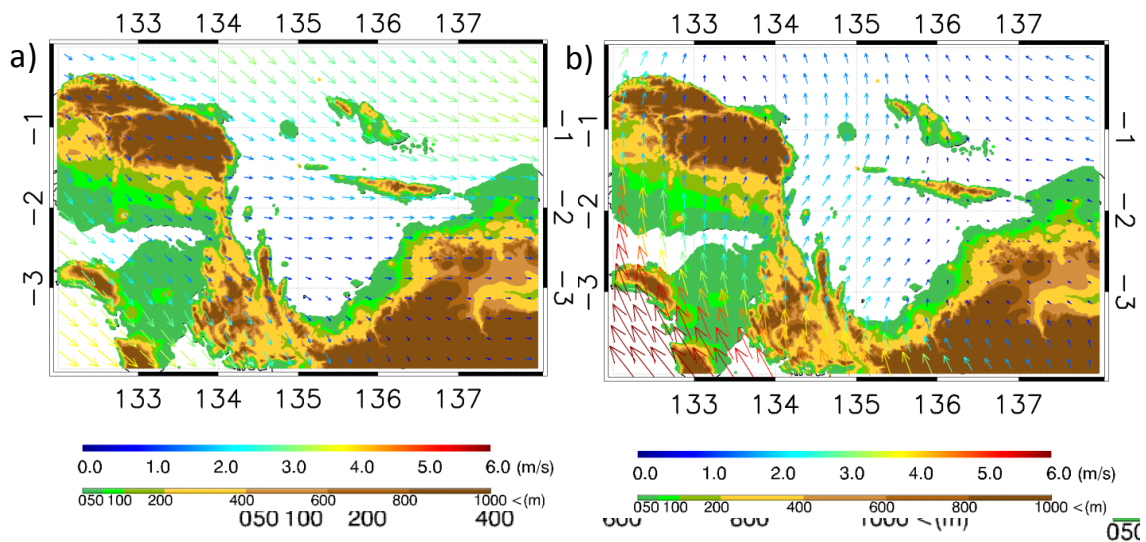 133 134 135 136 137 133 134 135 136 137
a) b)
−1 −1 −1 −1
−2 −2 −2 −2
−3 −3 −3 −3
133 134 135 136 137 133 134 135 136 137
0.0 1.0 2.0 3.0 4.0 5.0 6.0 (m/s) 0.0 1.0 2.0 3.0 4.0 5.0 6.0 (m/s)
050 100 200 400 600 800 1000 <(m) 050 100 200 400 600 800 1000 <(m)
050 100 200 400 600 800 1000 <(m) 050